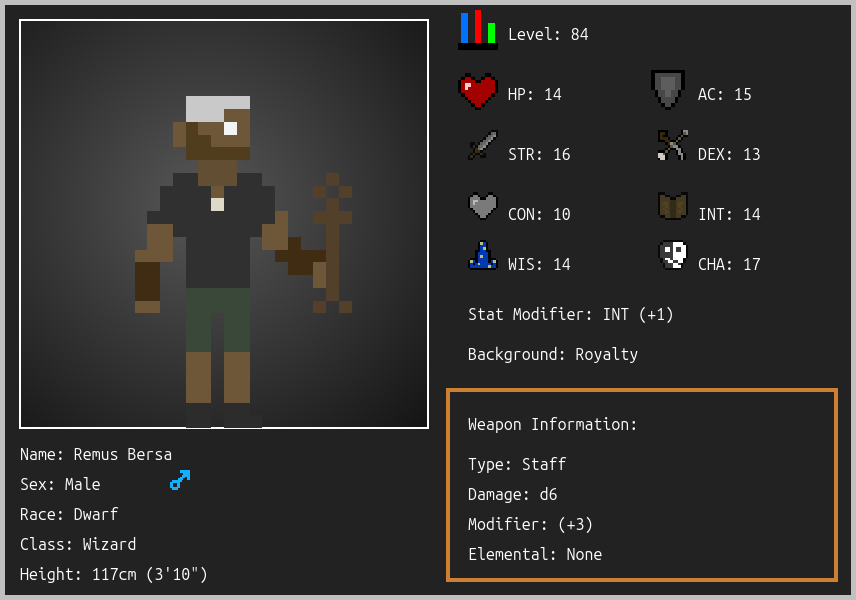 Level: 84
HP: 14
AC: 15
STR: 16
DEX: 13
CON: 10
INT: 14
WIS: 14
CHA: 17
Stat Modifier: INT (+1)
Background: Royalty
Weapon Information:
Type: Staff
Damage: d6
Modifier: (+3)
Elemental: None
Name: Remus Bersa
Sex: Male
Race: Dwarf
Class: Wizard
Height: 117cm (3'10")